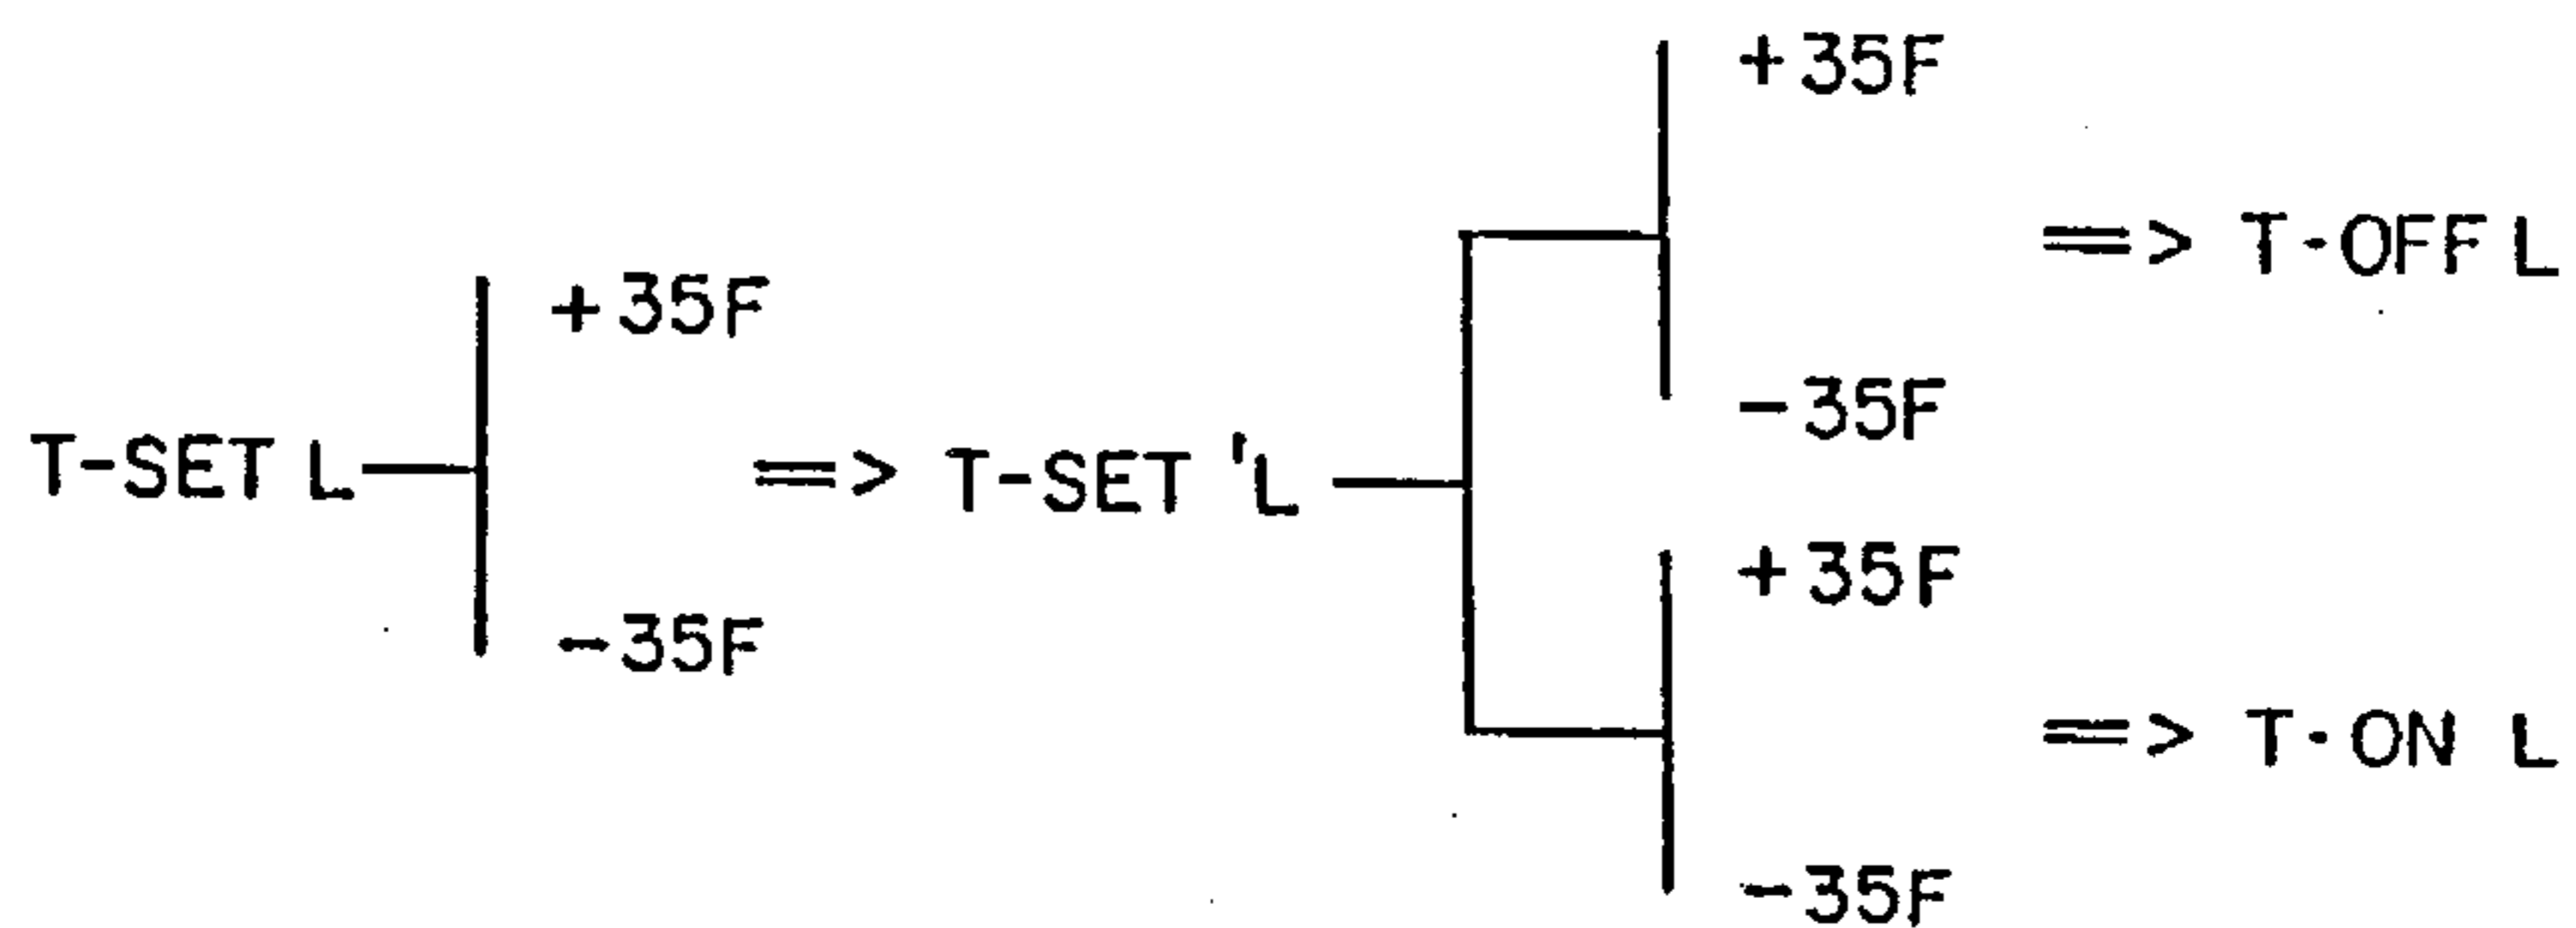 +35F
=> T-OFF L
+35F
-35F
T-SET L
=> T-SET 'L
+35F
-35F
=> T-ON L
-35F